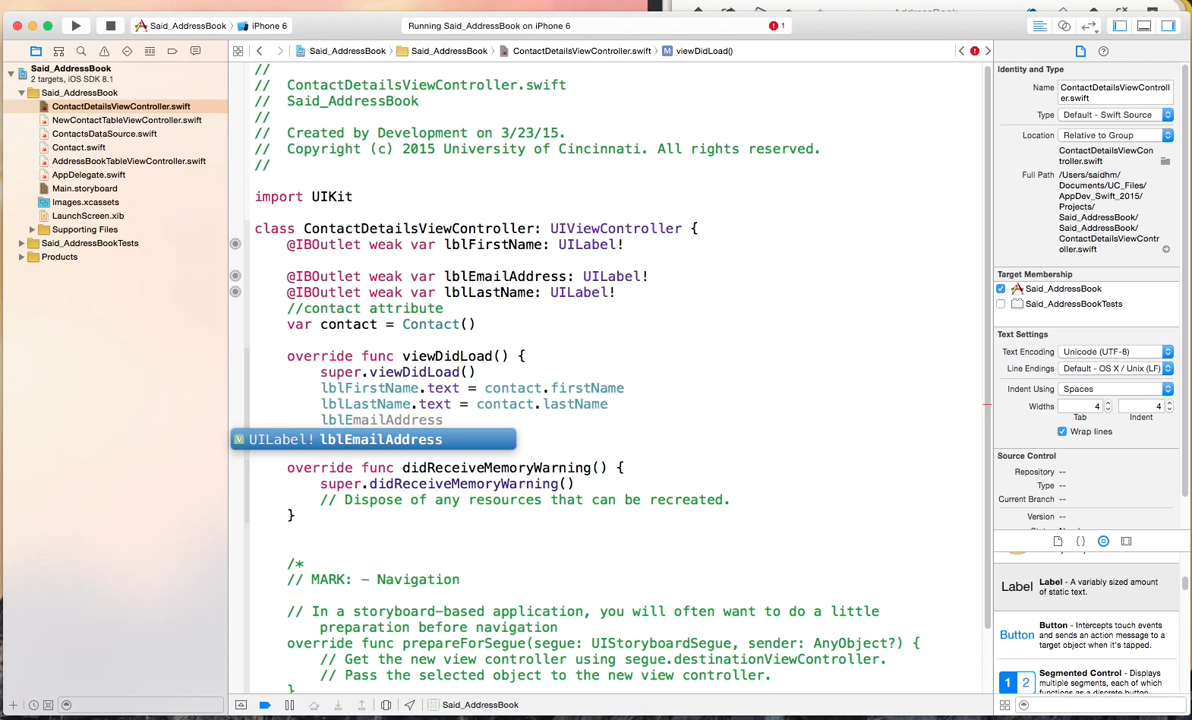 Said_AddressBook iPhone 6
Running Said_AddressBook on iPhone 6
1
Said_AddressBook
2 targets, iOS SDK 8.1
Said_AddressBook
ContactDetailsViewController.swift
NewContactTableViewController.swift
ContactsDataSource.swift
Contact.swift
AddressBookTableViewController.swift
AppDelegate.swift
Main.storyboard
Images.xcassets
LaunchScreen.xib
Supporting Files
Said_AddressBookTests
Products
Said_AddressBook Said_AddressBook ContactDetailsViewController.swift M viewDidLoad()
//
// ContactDetailsViewController.swift
// Said_AddressBook
//
// Created by Development on 3/23/15.
// Copyright (c) 2015 University of Cincinnati. All rights reserved.
//
import UIKit
class ContactDetailsViewController: UIViewController {
@IBOutlet weak var lblFirstName: UILabel!
@IBOutlet weak var lblEmailAddress: UILabel!
@IBOutlet weak var lblLastName: UILabel!
//contact attribute
var contact = Contact()
override func viewDidLoad() {
super.viewDidLoad()
lblFirstName.text = contact.firstName
lblLastName.text = contact.lastName
lblEmailAddress
V UILabel! lblEmailAddress
override func didReceiveMemoryWarning() {
super.didReceiveMemoryWarning()
// Dispose of any resources that can be recreated.
}
/*
// MARK: - Navigation
// In a storyboard-based application, you will often want to do a little
preparation before navigation
override func prepareForSegue(segue: UIStoryboardSegue, sender: AnyObject?) {
// Get the new view controller using segue.destinationViewController.
// Pass the selected object to the new view controller.
}
Said_AddressBook
Identity and Type
Name ContactDetailsViewControll
er.swift
Type Default - Swift Source
Location Relative to Group
ContactDetailsViewCon
troller.swift
Full Path /Users/saidhm/
Documents/UC_Files/
AppDev_Swift_2015/
Projects/
Said_AddressBook/
Said_AddressBook/
ContactDetailsViewContr
oller.swift
Target Membership
Said_AddressBook
Said_AddressBookTests
Text Settings
Text Encoding Unicode (UTF-8)
Line Endings Default - OS X / Unix (LF)
Indent Using Spaces
Widths 4 4
Tab Indent
Wrap lines
Source Control
Repository --
Type --
Current Branch --
Version --
{}
Label Label - A variably sized amount
of static text.
Button Button - Intercepts touch events
and sends an action message to a
target object when it's tapped.
1 2 Segmented Control - Displays
multiple segments, each of which
functions as a discrete button.